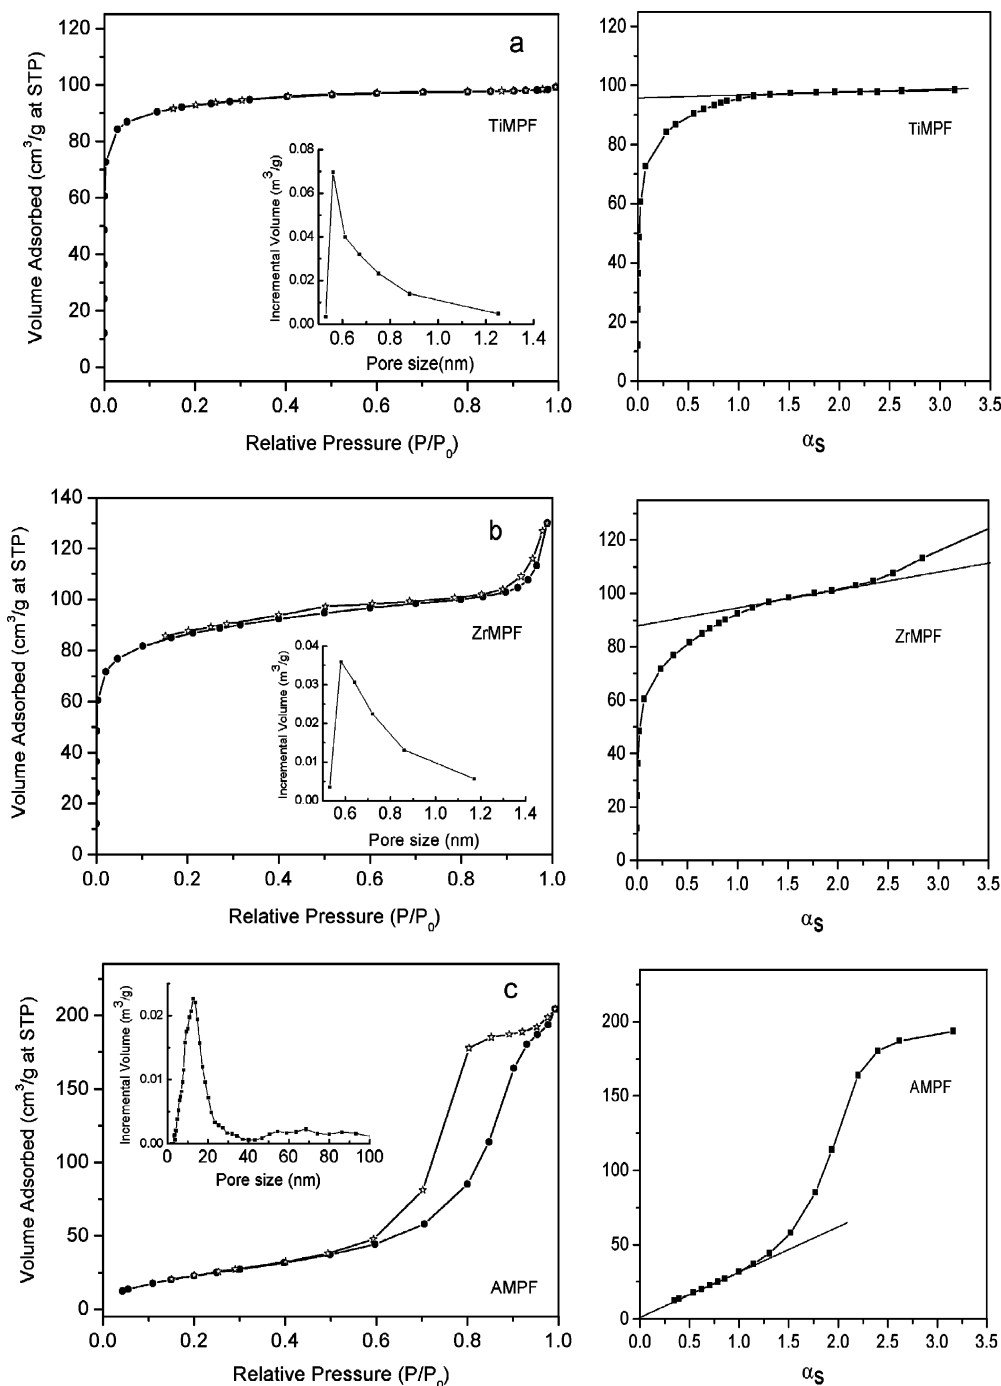 a
Volume Adsorbed (cm³/g at STP)
120
100
80
60
40
20
0
TiMPF
Incremental Volume (m³/g)
0.08
0.06
0.04
0.02
0.00
0.6 0.8 1.0 1.2 1.4
Pore size(nm)
0.0 0.2 0.4 0.6 0.8 1.0
Relative Pressure (P/P₀)
120
100
80
60
40
20
0
TiMPF
0.0 0.5 1.0 1.5 2.0 2.5 3.0 3.5
αs
b
Volume Adsorbed (cm³/g at STP)
140
120
100
80
60
40
20
0
ZrMPF
Incremental Volume (m³/g)
0.04
0.03
0.02
0.01
0.00
0.6 0.8 1.0 1.2 1.4
Pore size (nm)
0.0 0.2 0.4 0.6 0.8 1.0
Relative Pressure (P/P₀)
120
100
80
60
40
20
0
ZrMPF
0.0 0.5 1.0 1.5 2.0 2.5 3.0 3.5
αs
c
Volume Adsorbed (cm³/g at STP)
200
150
100
50
0
Incremental Volume (m³/g)
0.02
0.01
0.00
0 20 40 60 80 100
Pore size (nm)
AMPF
0.0 0.2 0.4 0.6 0.8 1.0
Relative Pressure (P/P₀)
200
150
100
50
0
AMPF
0.0 0.5 1.0 1.5 2.0 2.5 3.0 3.5
αs